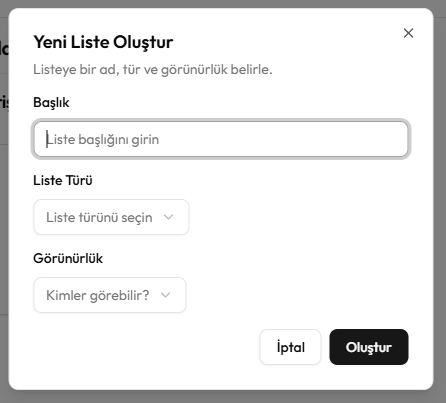 Yeni Liste Oluştur
Listeye bir ad, tür ve görünürlük belirle.
Başlık
Liste başlığını girin
Liste Türü
Liste türünü seçin
Görünürlük
Kimler görebilir?
İptal
Oluştur